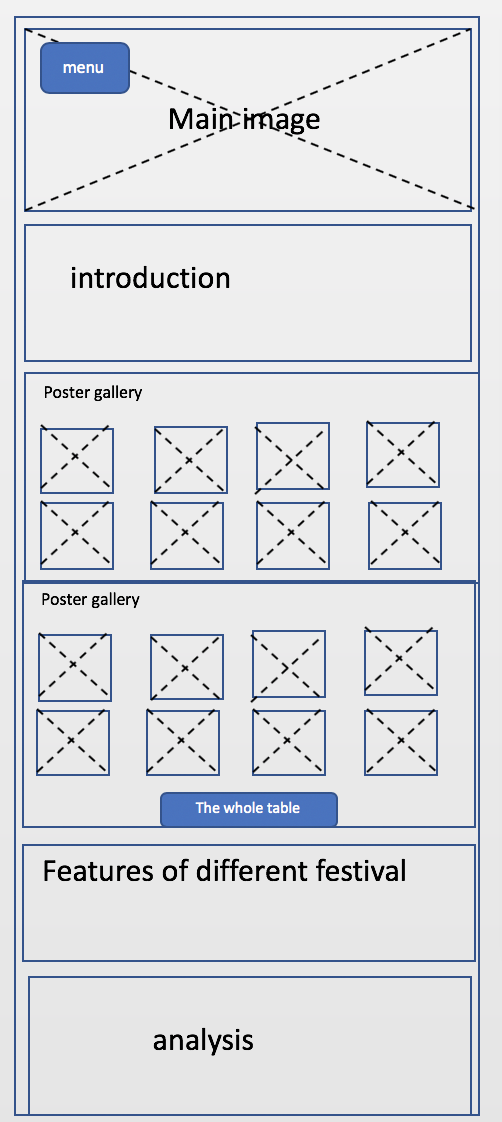 menu
Main image
introduction
Poster gallery
Poster gallery
The whole table
Features of different festival
analysis